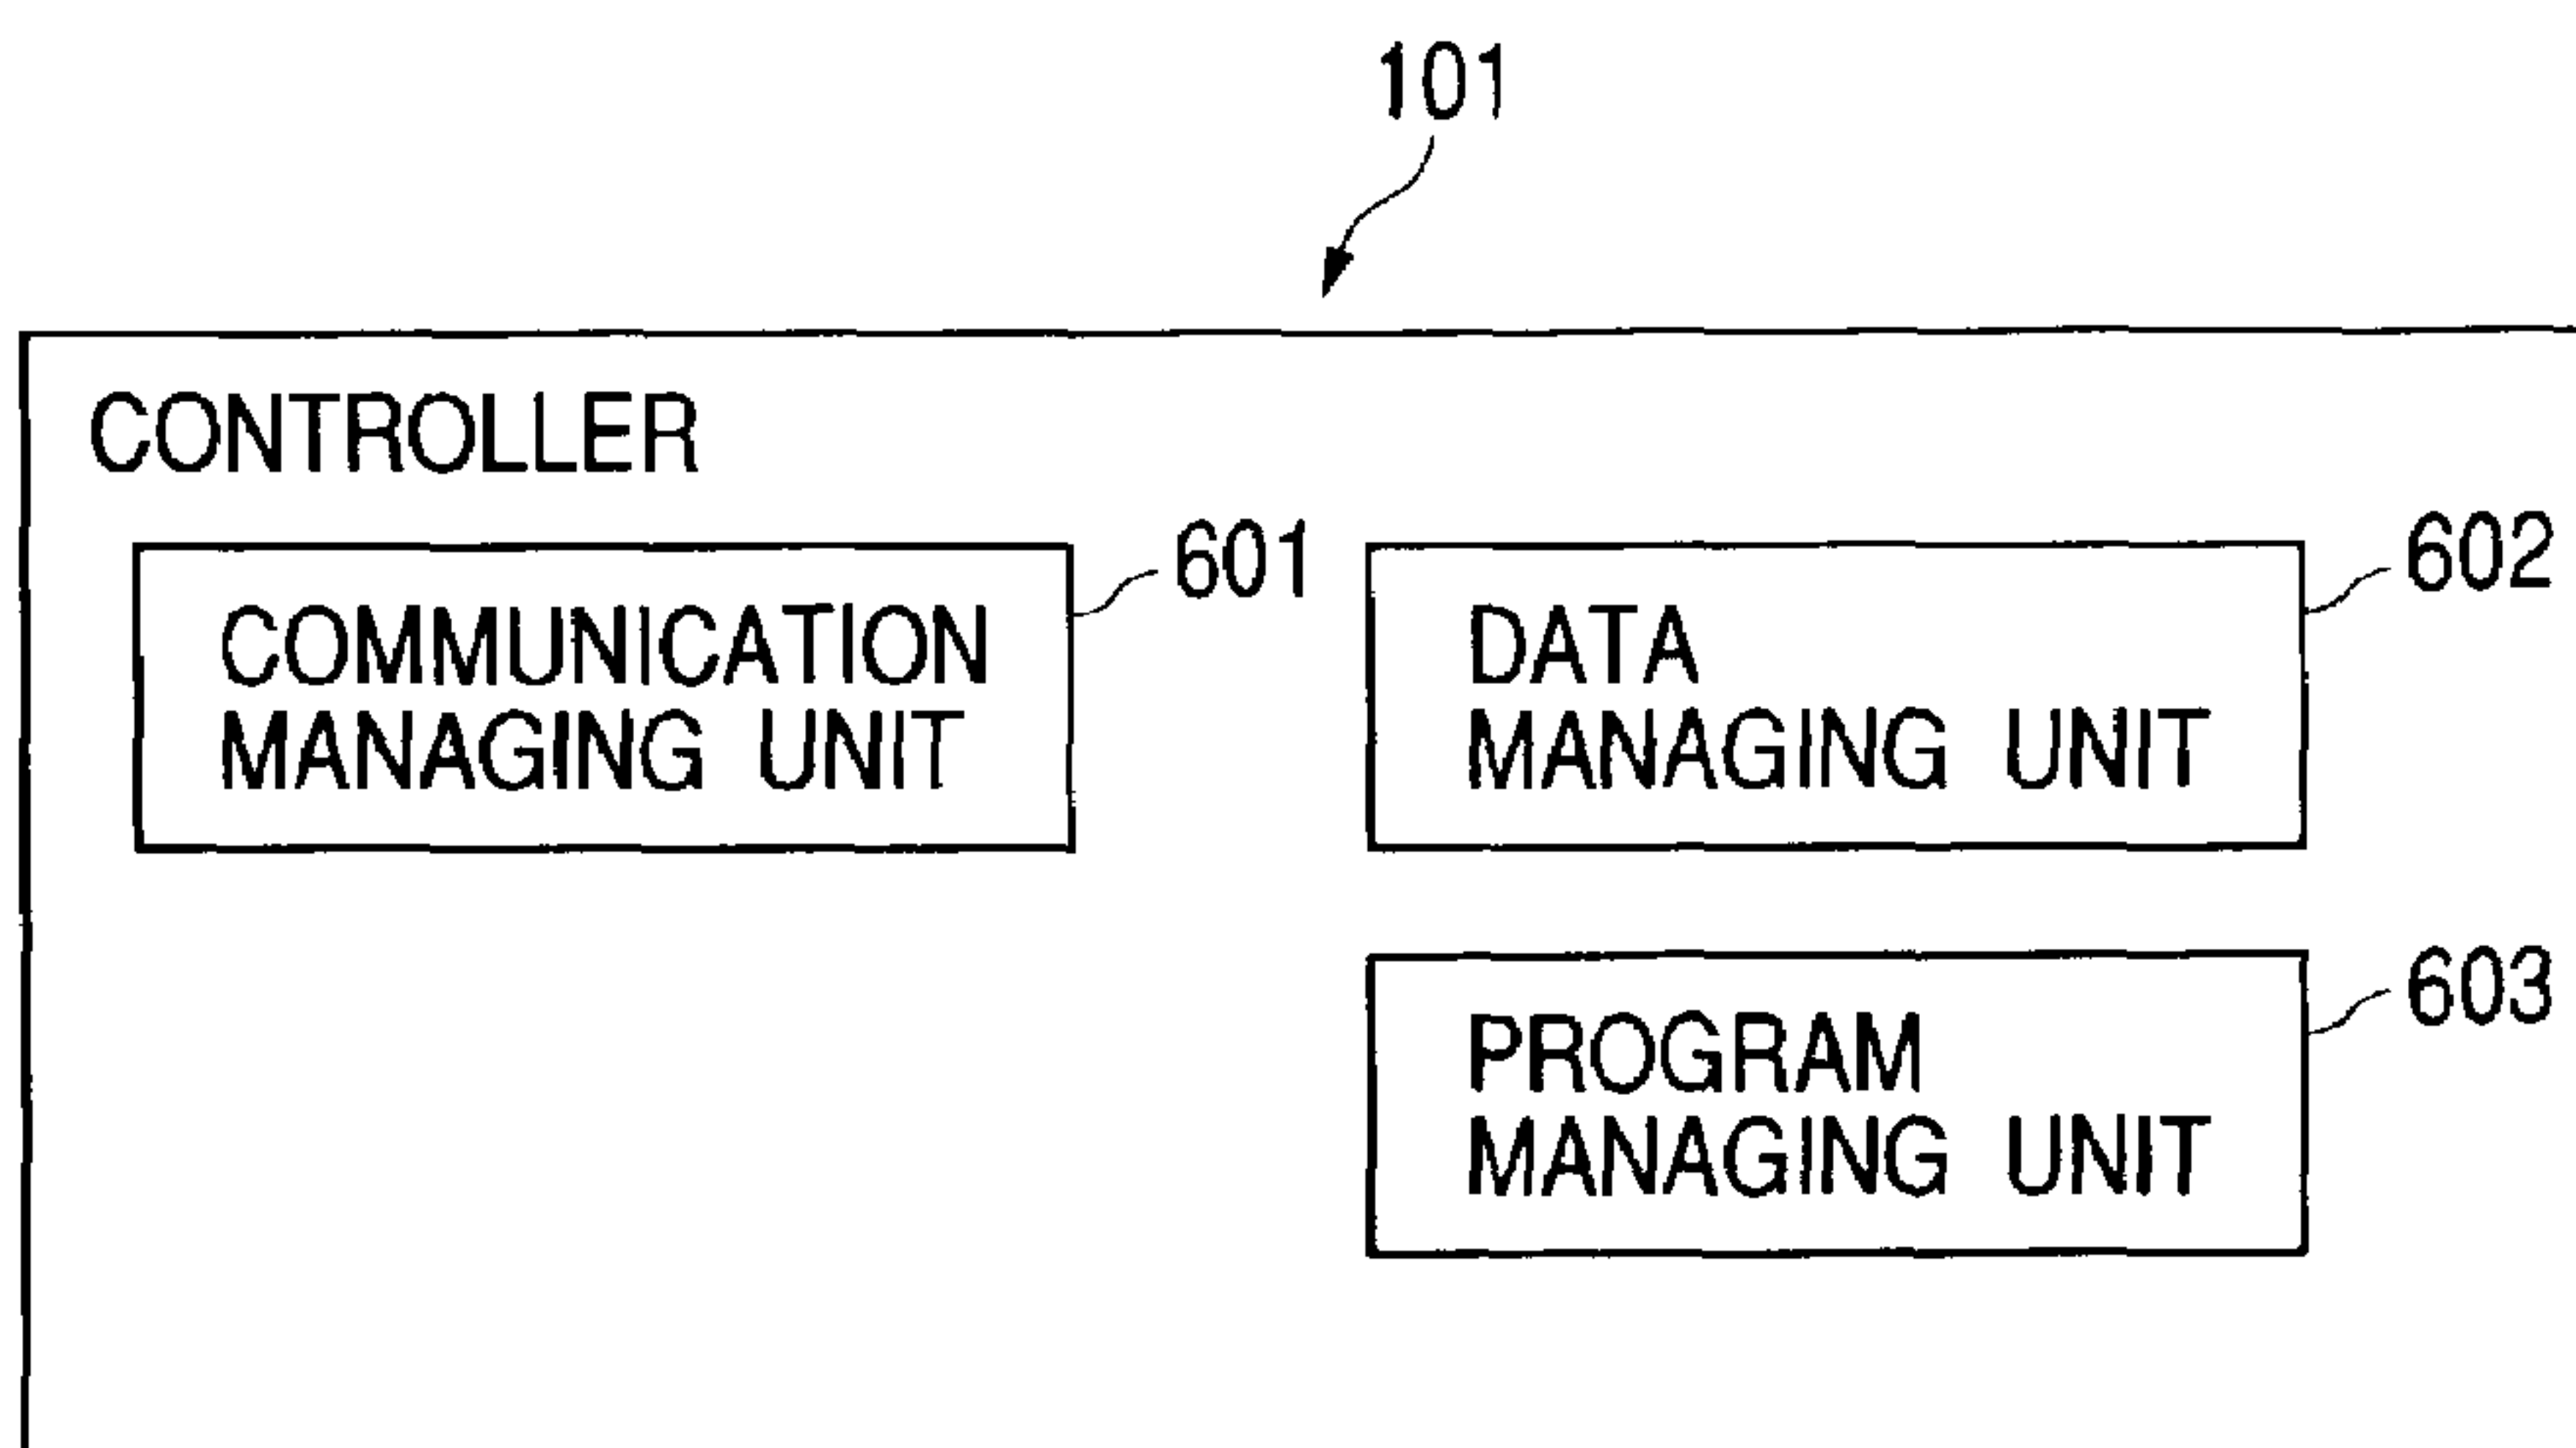 101
CONTROLLER
601
COMMUNICATION
MANAGING UNIT
602
DATA
MANAGING UNIT
603
PROGRAM
MANAGING UNIT